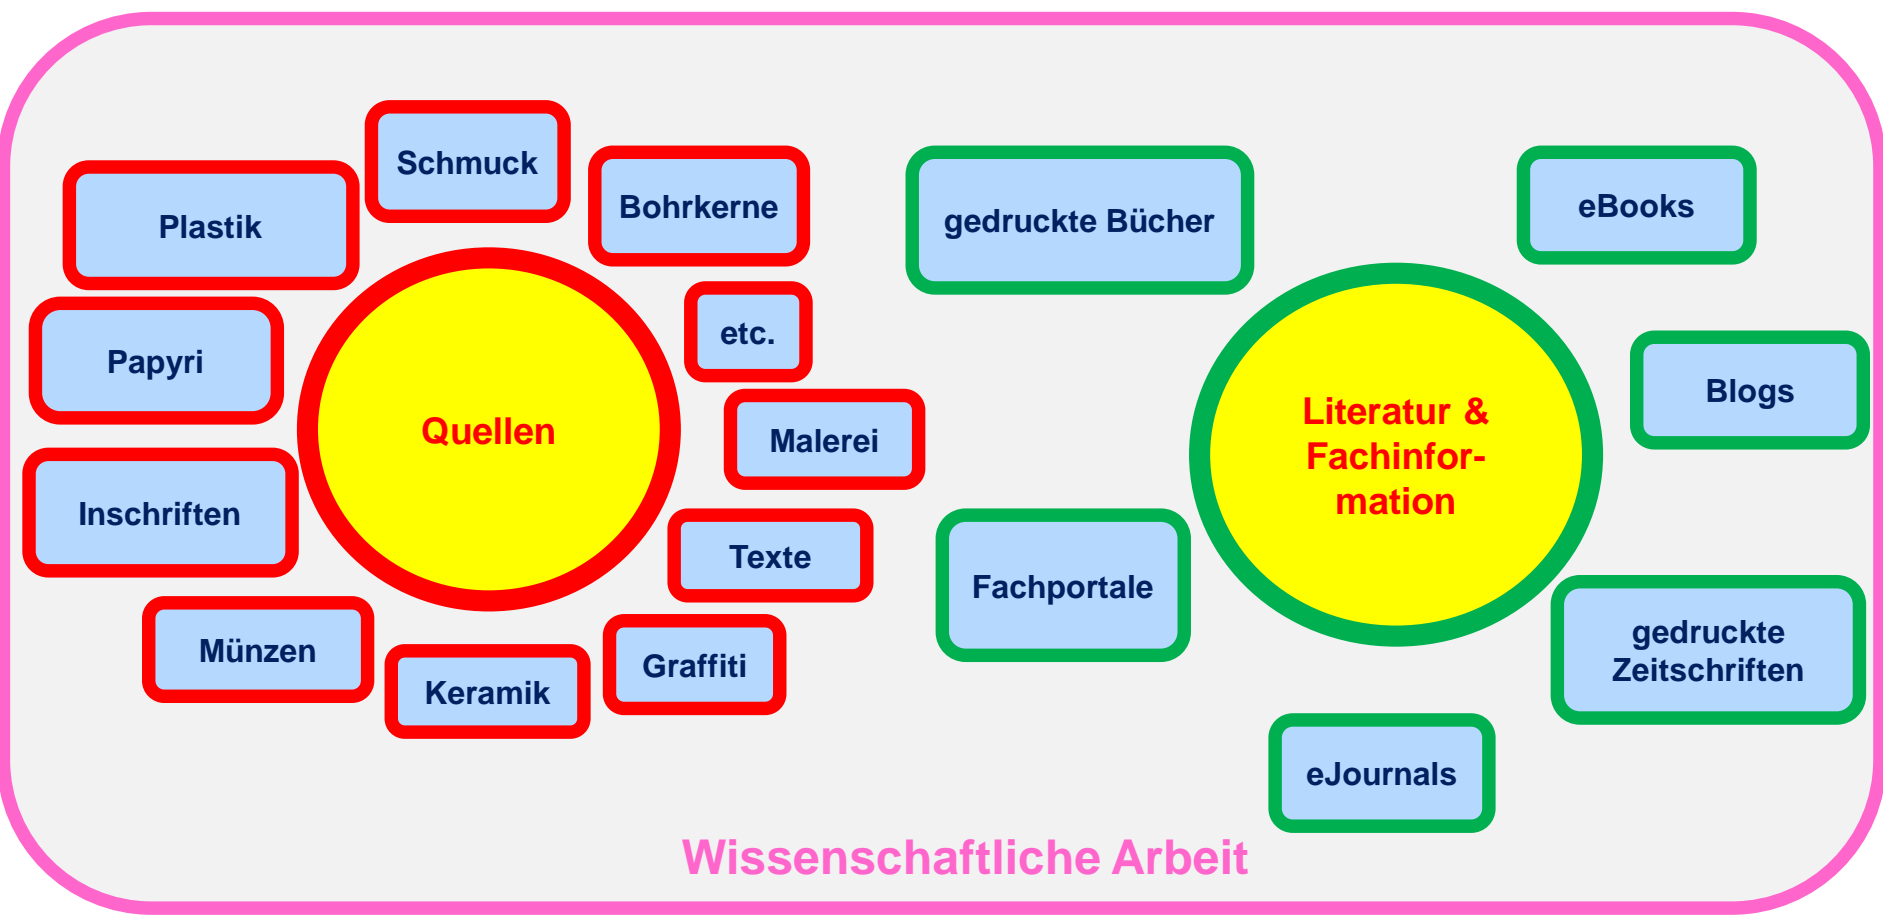 Schmuck
Bohrkerne
Plastik
etc.
Papyri
Quellen
Malerei
Inschriften
Texte
Münzen
Graffiti
Keramik
gedruckte Bücher
eBooks
Blogs
Literatur &
Fachinfor-
mation
Fachportale
gedruckte
Zeitschriften
eJournals
Wissenschaftliche Arbeit